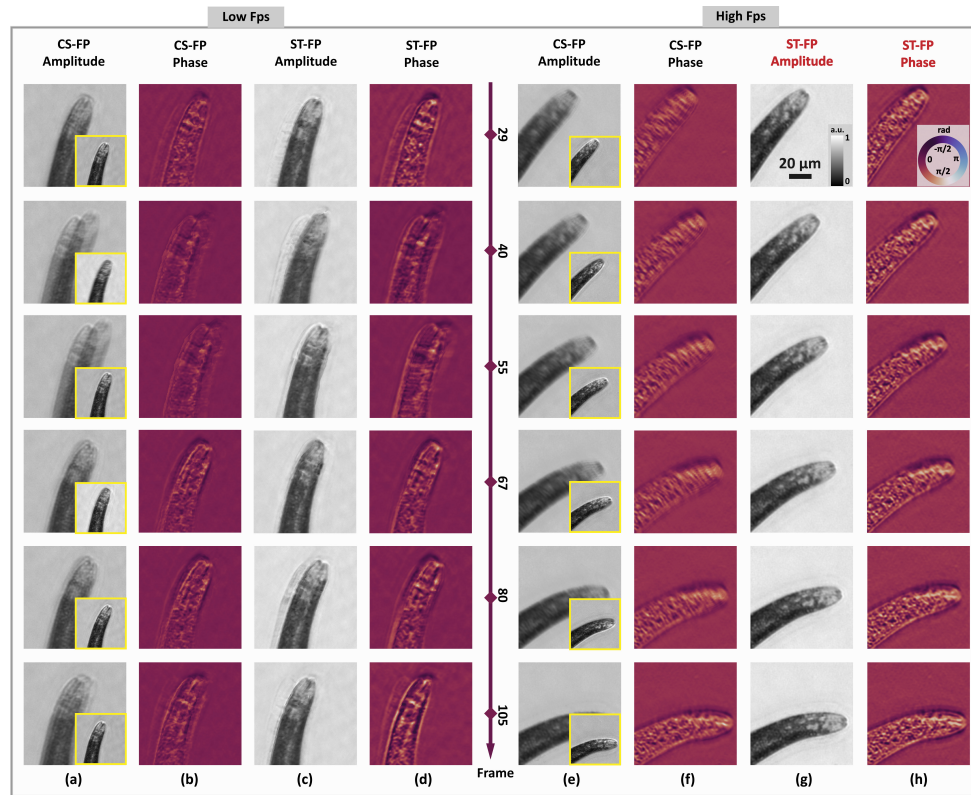 Low Fps
High Fps
CS-FP
Amplitude
CS-FP
Phase
ST-FP
Amplitude
ST-FP
Phase
CS-FP
Amplitude
CS-FP
Phase
ST-FP
Amplitude
ST-FP
Phase
29
a.u.
1
0
20 μm
rad
-π/2
0
π
π/2
40
55
67
80
105
Frame
(a)
(b)
(c)
(d)
(e)
(f)
(g)
(h)